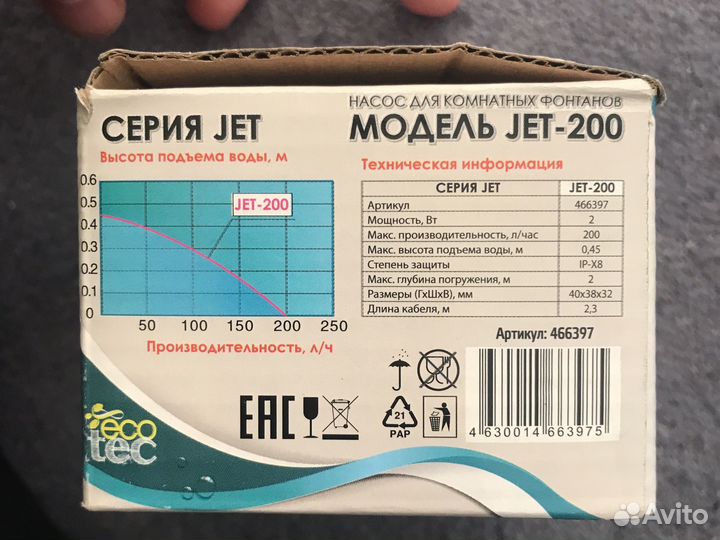 СЕРИЯ JET
Высота подъема воды, м
0.6
0.5
0.4
0.3
0.2
0.1
0
JET-200
50 100 150 200 250
Производительность, л/ч
НАСОС ДЛЯ КОМНАТНЫХ ФОНТАНОВ
МОДЕЛЬ JET-200
Техническая информация
СЕРИЯ JET JET-200
Артикул 466397
Мощность, Вт 2
Макс. производительность, л/час 200
Макс. высота подъема воды, м 0,45
Степень защиты IP-X8
Макс. глубина погружения, м 2
Размеры (ГхШхВ), мм 40х38х32
Длина кабеля, м 2,3
Артикул: 466397
EAC
21
PAP
4 630014 663975
eco
tec
Avito